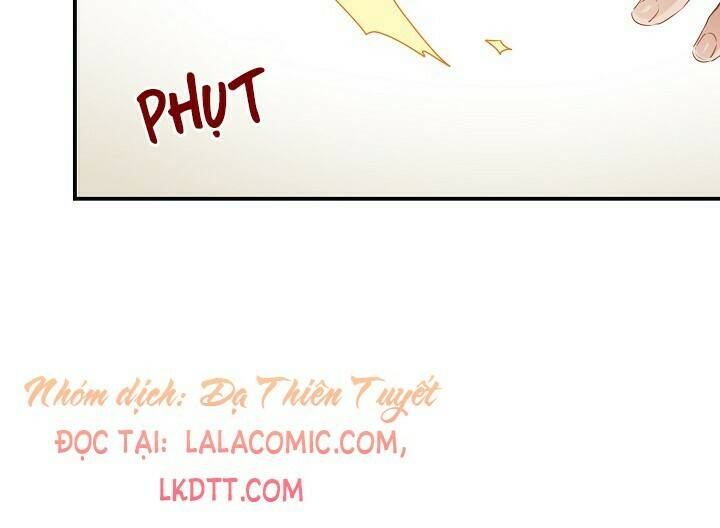 PHỤT
Nhóm dịch: Dạ Thiên Tuyết
ĐỌC TẠI: LALACOMIC.COM,
LKDTT.COM